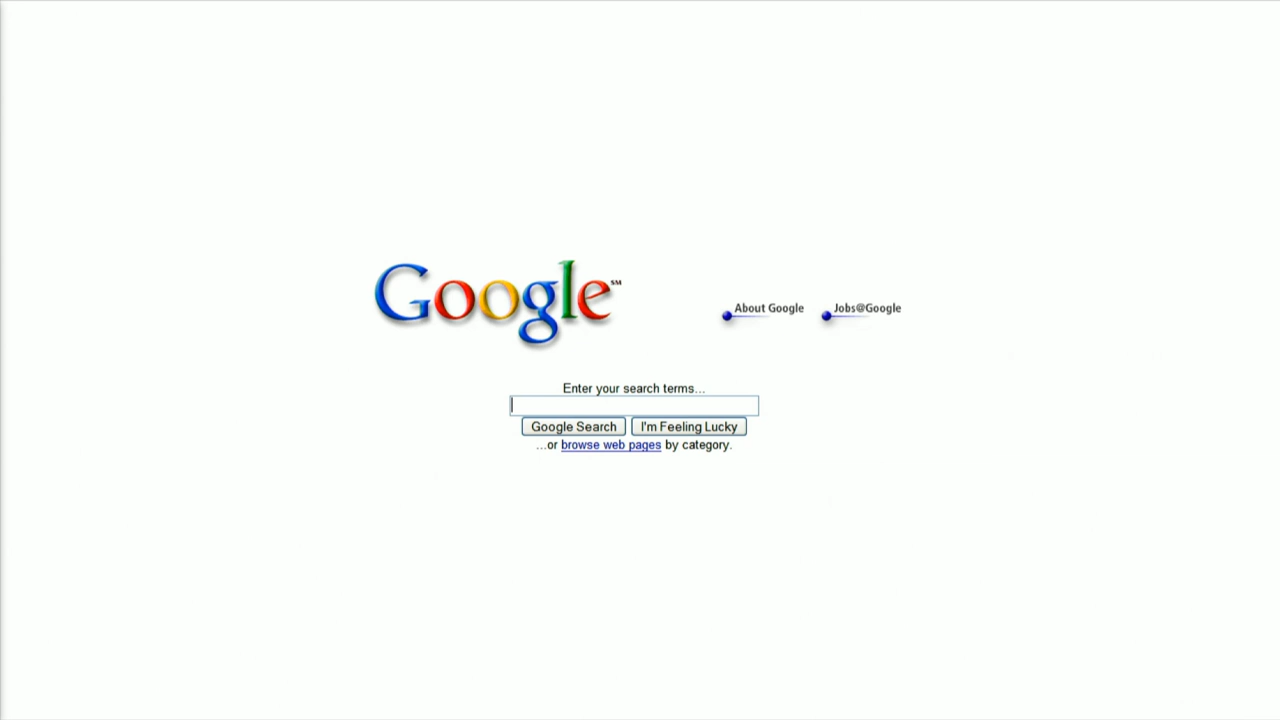 Google℠
About Google
Jobs@Google
Enter your search terms...
Google Search
I'm Feeling Lucky
...or browse web pages by category.